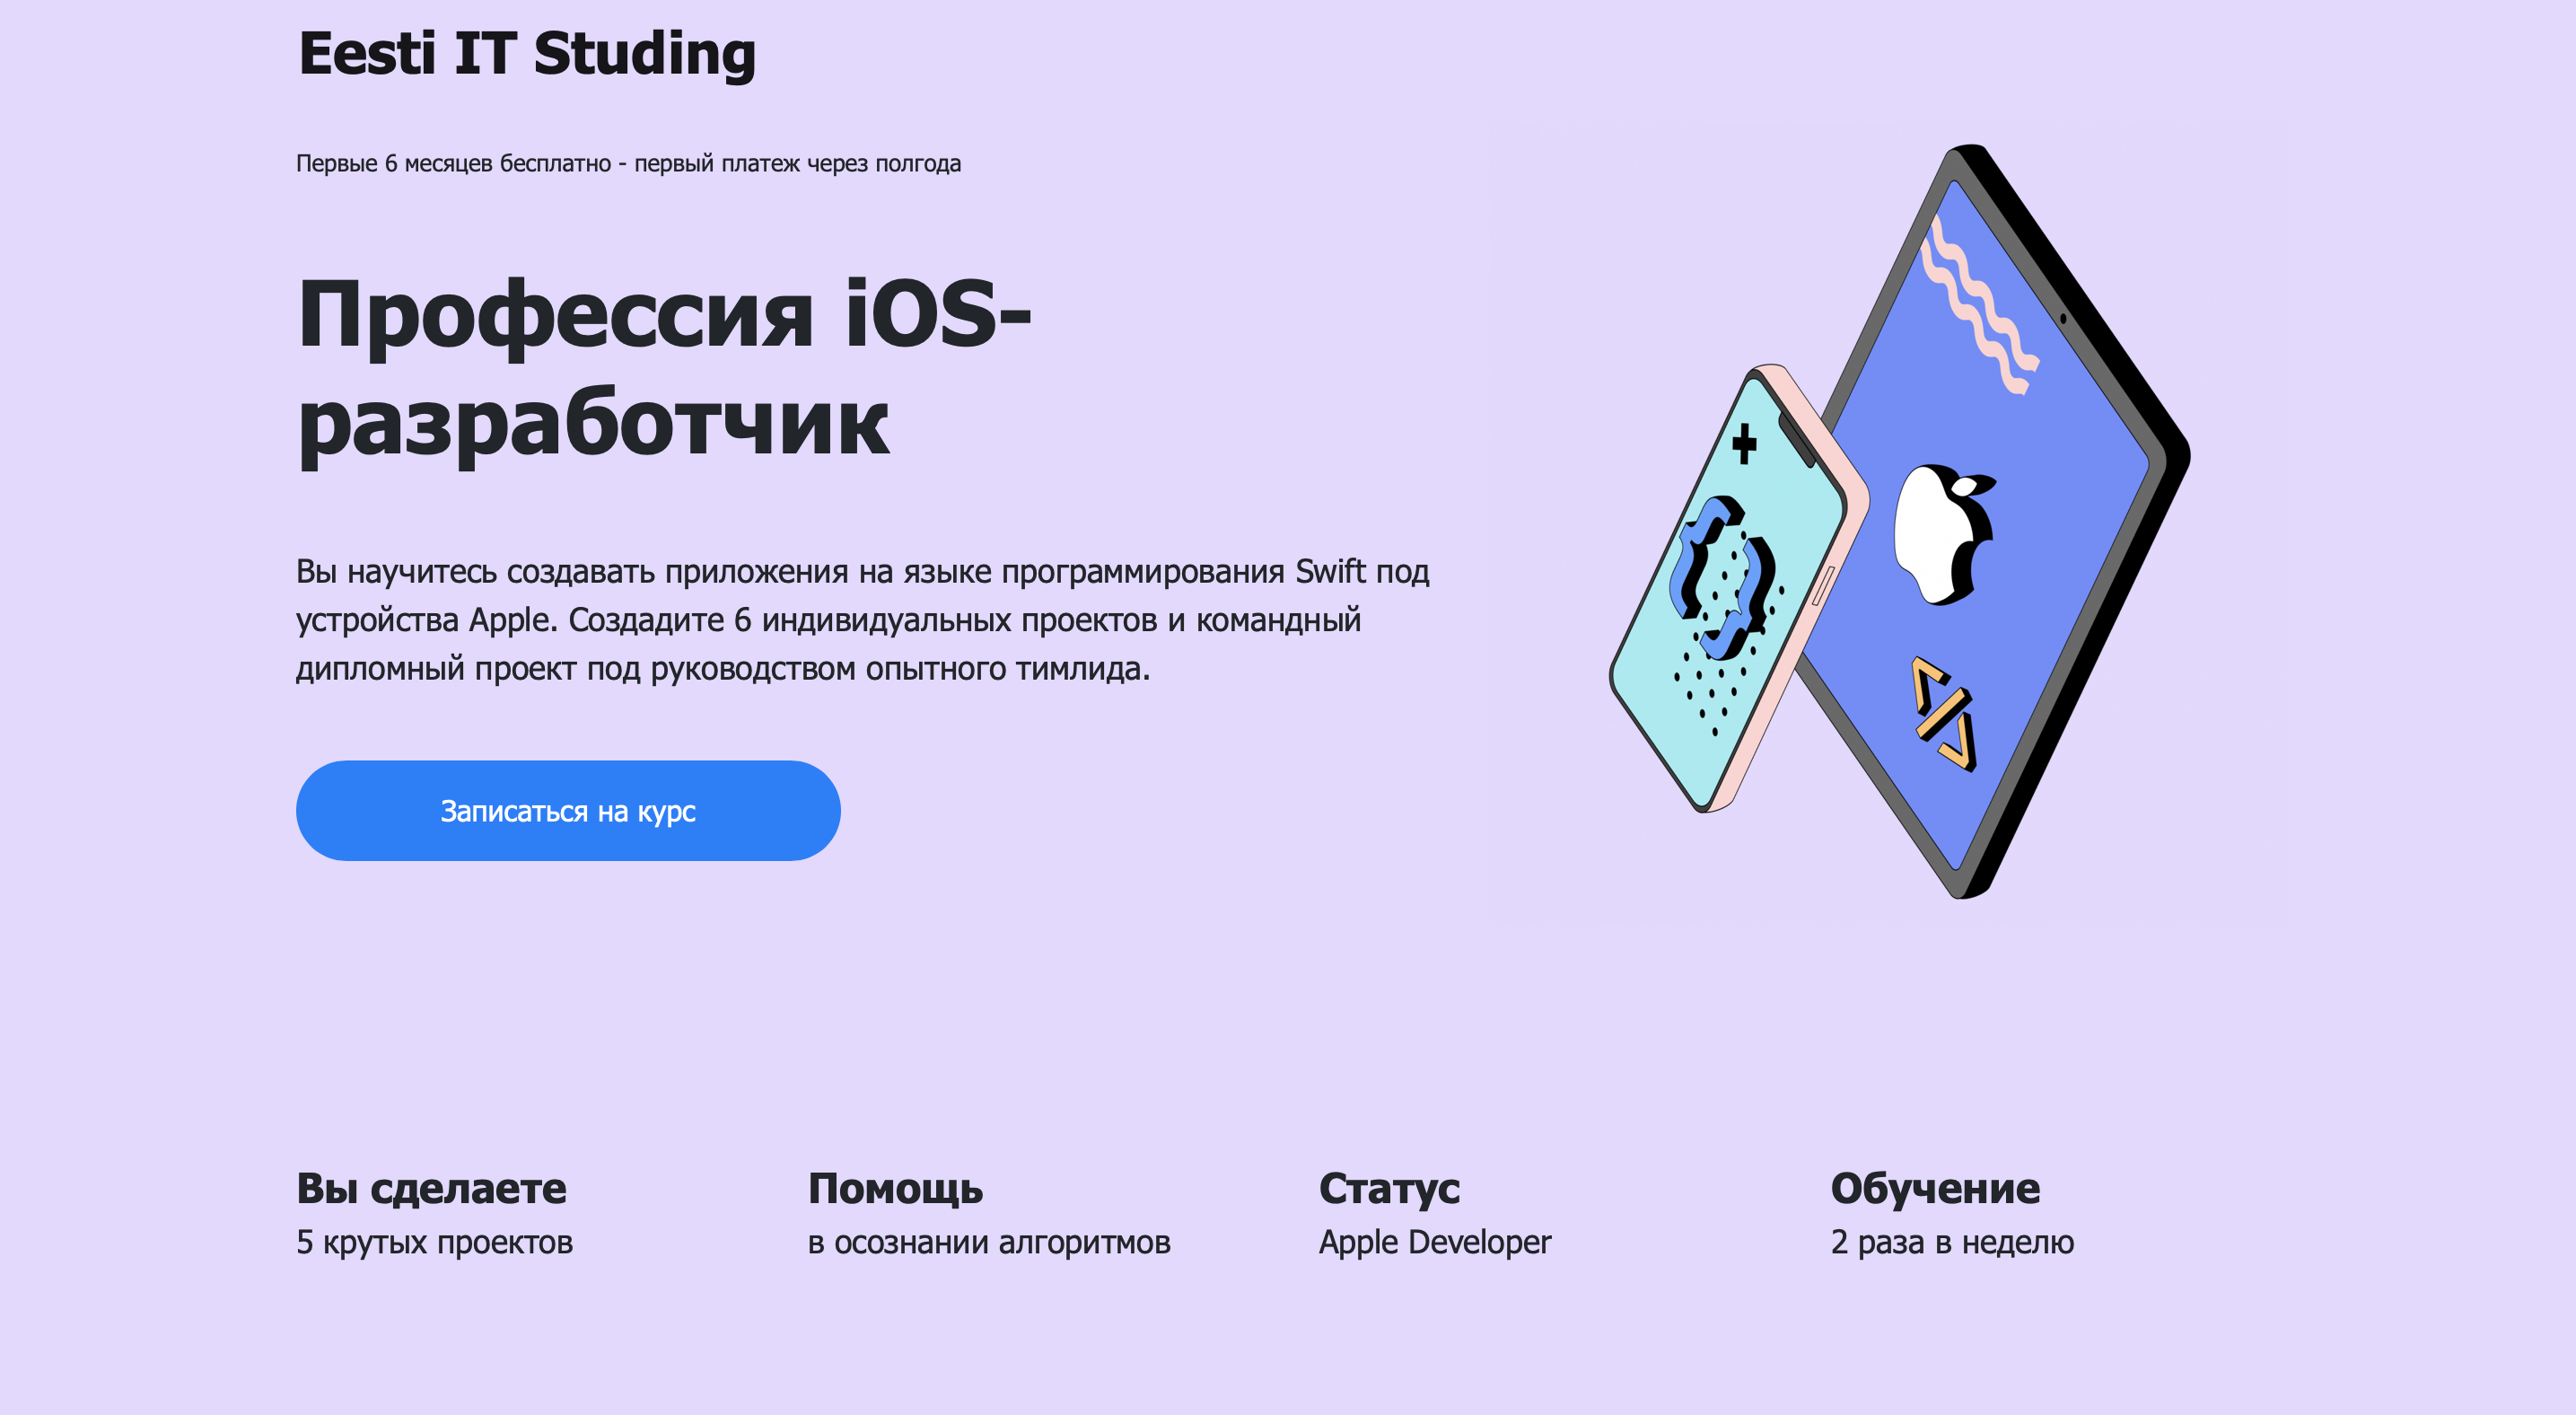 Eesti IT Studing
Первые 6 месяцев бесплатно - первый платеж через полгода
Профессия iOS-
разработчик
Вы научитесь создавать приложения на языке программирования Swift под
устройства Apple. Создадите 6 индивидуальных проектов и командный
дипломный проект под руководством опытного тимлида.
Записаться на курс
Вы сделаете
5 крутых проектов
Помощь
в осознании алгоритмов
Статус
Apple Developer
Обучение
2 раза в неделю